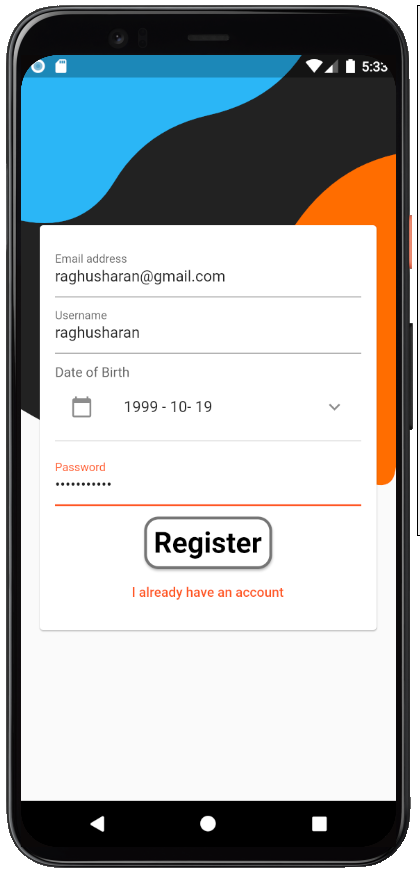 5:33
Email address
raghusharan@gmail.com
Username
raghusharan
Date of Birth
1999 - 10- 19
Password
•••••••••••
Register
I already have an account